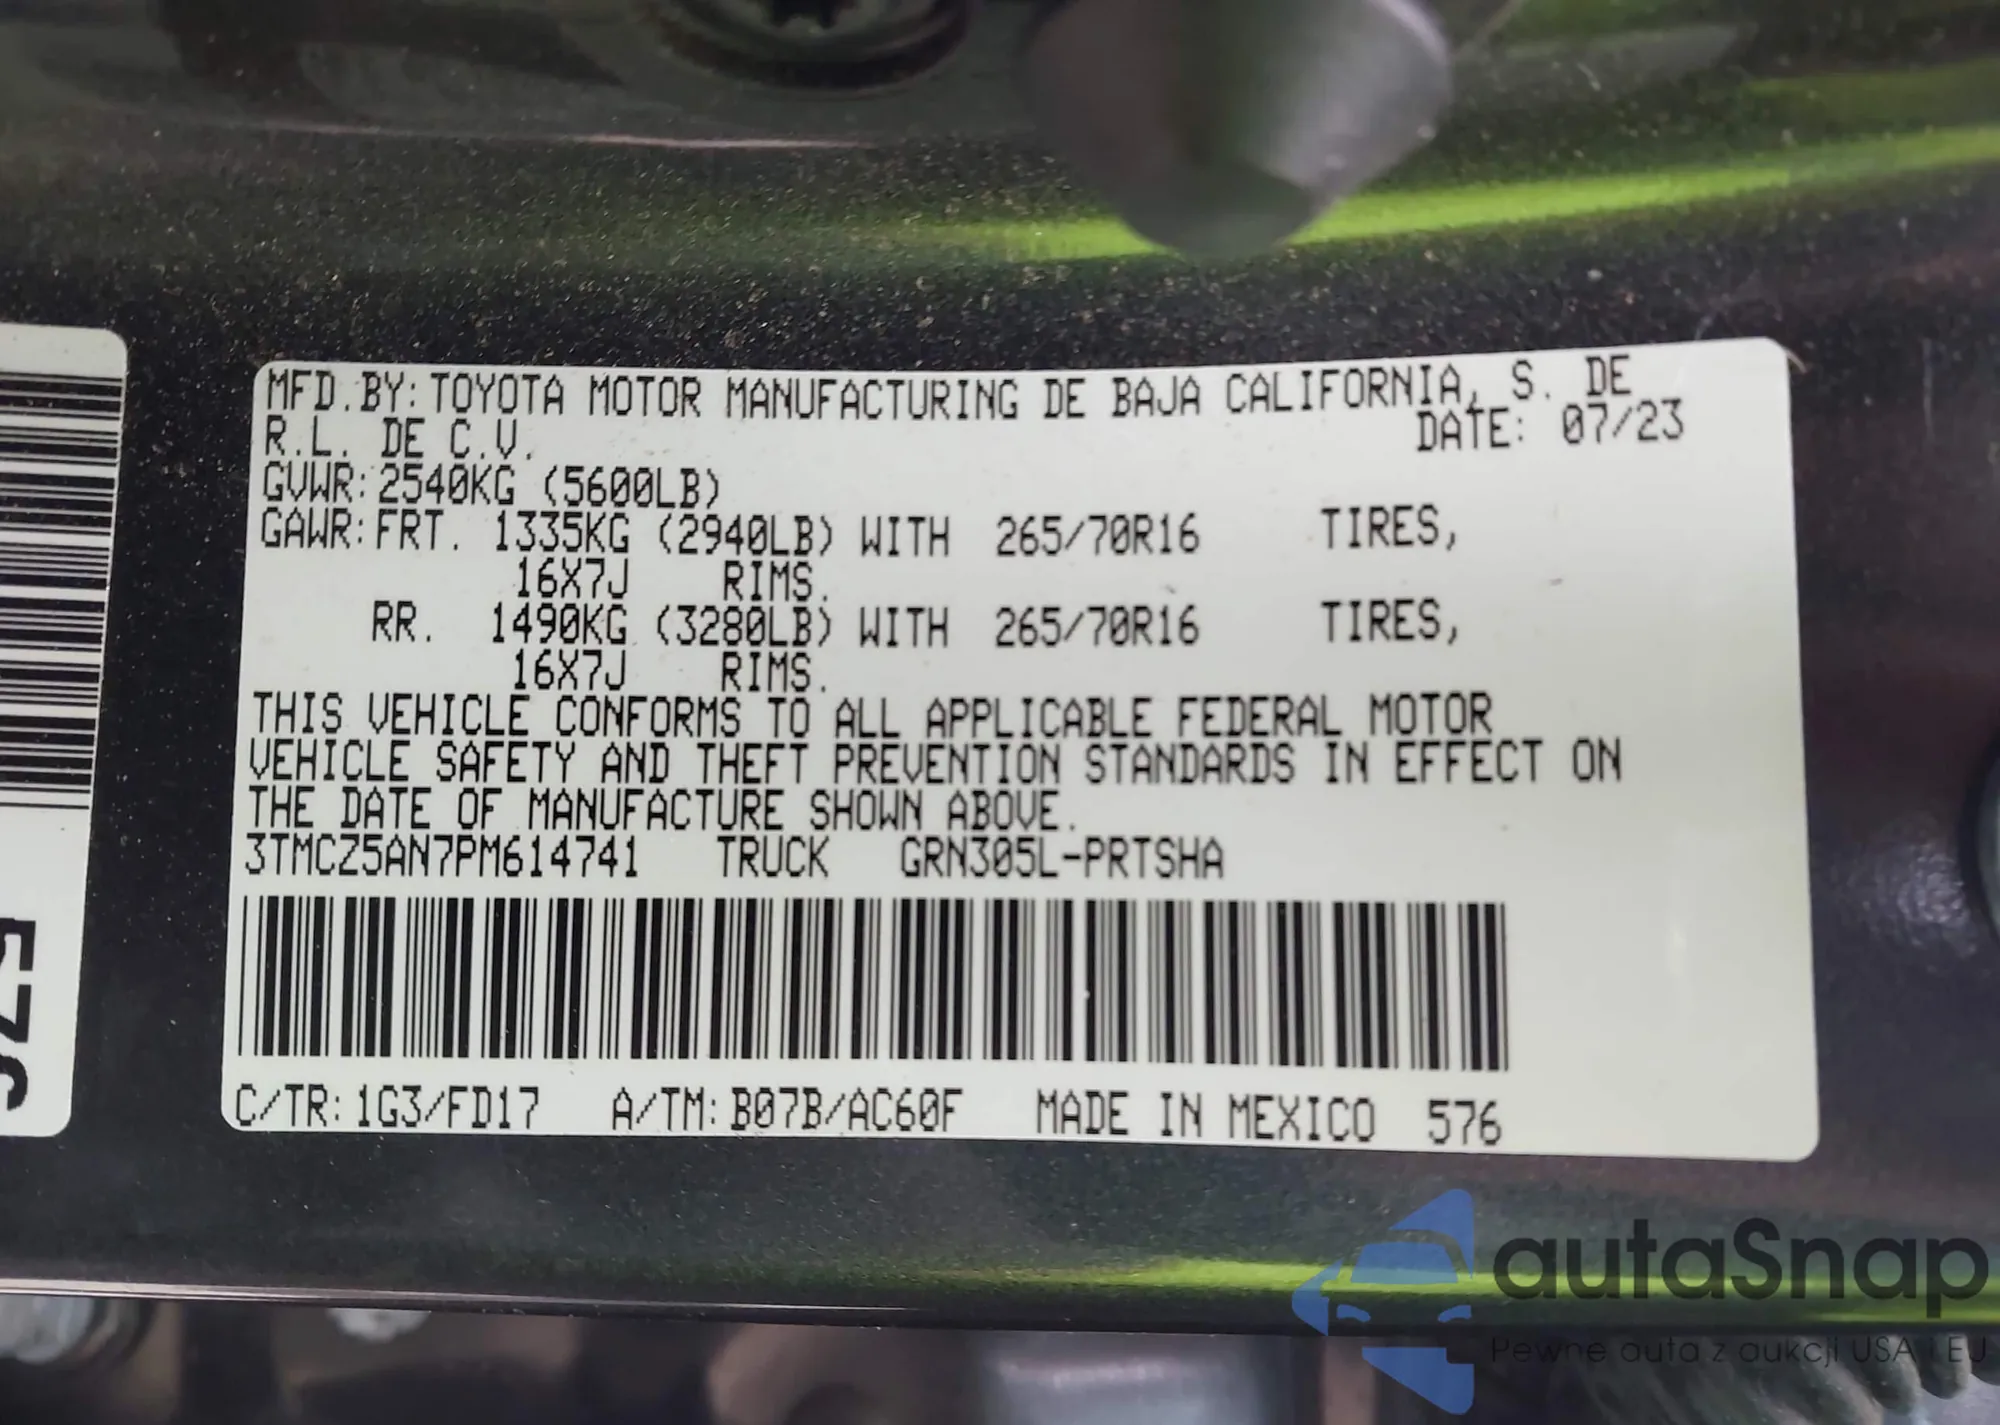 MFD.BY: TOYOTA MOTOR MANUFACTURING DE BAJA CALIFORNIA, S. DE
R.L. DE C.V. DATE: 07/23
GVWR: 2540KG (5600LB)
GAWR: FRT. 1335KG (2940LB) WITH 265/70R16 TIRES,
16X7J RIMS.
RR. 1490KG (3280LB) WITH 265/70R16 TIRES,
16X7J RIMS.
THIS VEHICLE CONFORMS TO ALL APPLICABLE FEDERAL MOTOR
VEHICLE SAFETY AND THEFT PREVENTION STANDARDS IN EFFECT ON
THE DATE OF MANUFACTURE SHOWN ABOVE.
3TMCZ5AN7PM614741 TRUCK GRN305L-PRTSHA
C/TR: 1G3/FD17 A/TM: B07B/AC60F MADE IN MEXICO 576
autaSnap
Pewne auta z aukcji USA i EU